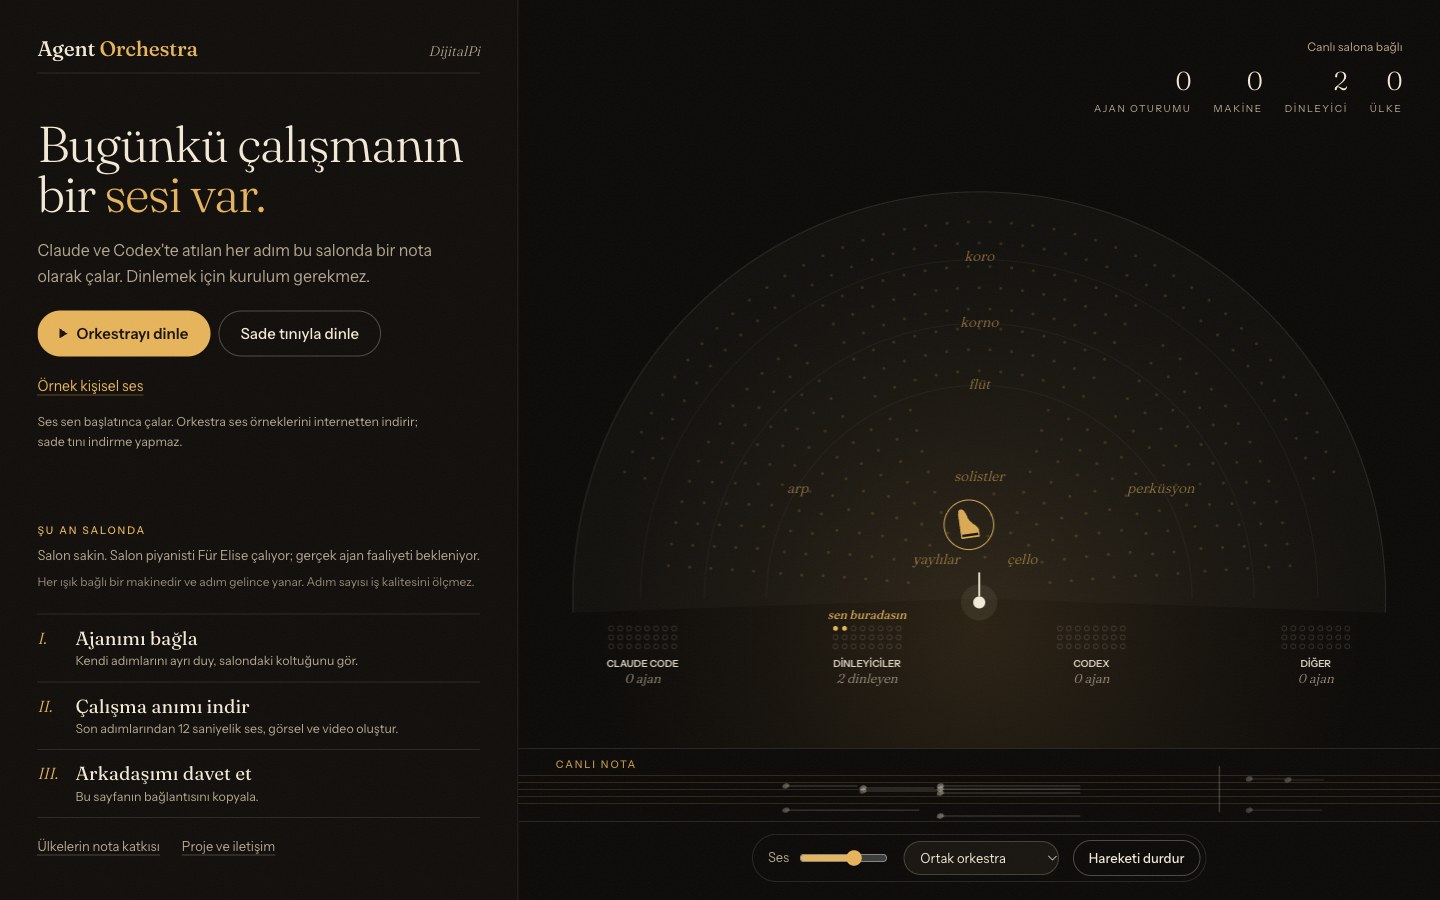 Agent Orchestra
DijitalPi
Bugünkü çalışmanın
bir sesi var.
Claude ve Codex'te atılan her adım bu salonda bir nota
olarak çalar. Dinlemek için kurulum gerekmez.
Orkestrayı dinle
Sade tınıyla dinle
Örnek kişisel ses
Ses sen başlatınca çalar. Orkestra ses örneklerini internetten indirir;
sade tını indirme yapmaz.
ŞU AN SALONDA
Salon sakin. Salon piyanisti Für Elise çalıyor; gerçek ajan faaliyeti bekleniyor.
Her ışık bağlı bir makinedir ve adım gelince yanar. Adım sayısı iş kalitesini ölçmez.
I. Ajanımı bağla
Kendi adımlarını ayrı duy, salondaki koltuğunu gör.
II. Çalışma anımı indir
Son adımlarından 12 saniyelik ses, görsel ve video oluştur.
III. Arkadaşımı davet et
Bu sayfanın bağlantısını kopyala.
Ülkelerin nota katkısı
Proje ve iletişim
Canlı salona bağlı
0 0 2 0
AJAN OTURUMU MAKİNE DİNLEYİCİ ÜLKE
koro
korno
flüt
solistler
arp
perküsyon
yaylılar
çello
sen buradasın
CLAUDE CODE DİNLEYİCİLER CODEX DİĞER
0 ajan 2 dinleyen 0 ajan 0 ajan
CANLI NOTA
Ses
Ortak orkestra
Hareketi durdur